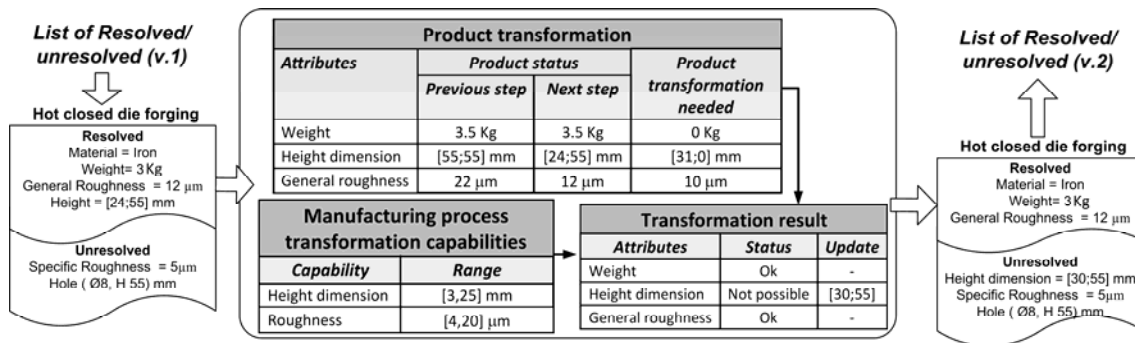 List of Resolved/
unresolved (v.1)
Hot closed die forging
Resolved
Material = Iron
Weight= 3Kg
General Roughness = 12 μm
Height = [24;55] mm
Unresolved
Specific Roughness = 5μm
Hole ( Ø8, H 55) mm
Product transformation
Attributes
Product status
Product
transformation
needed
Previous step
Next step
Weight 3.5 Kg 3.5 Kg 0 Kg
Height dimension [55;55] mm [24;55] mm [31;0] mm
General roughness 22 μm 12 μm 10 μm
Manufacturing process
transformation capabilities
Capability Range
Height dimension [3,25] mm
Roughness [4,20] μm
Transformation result
Attributes Status Update
Weight Ok -
Height dimension Not possible [30;55]
General roughness Ok -
List of Resolved/
unresolved (v.2)
Hot closed die forging
Resolved
Material = Iron
Weight= 3Kg
General Roughness = 12 μm
Unresolved
Height dimension = [30;55] mm
Specific Roughness = 5μm
Hole ( Ø8, H 55) mm